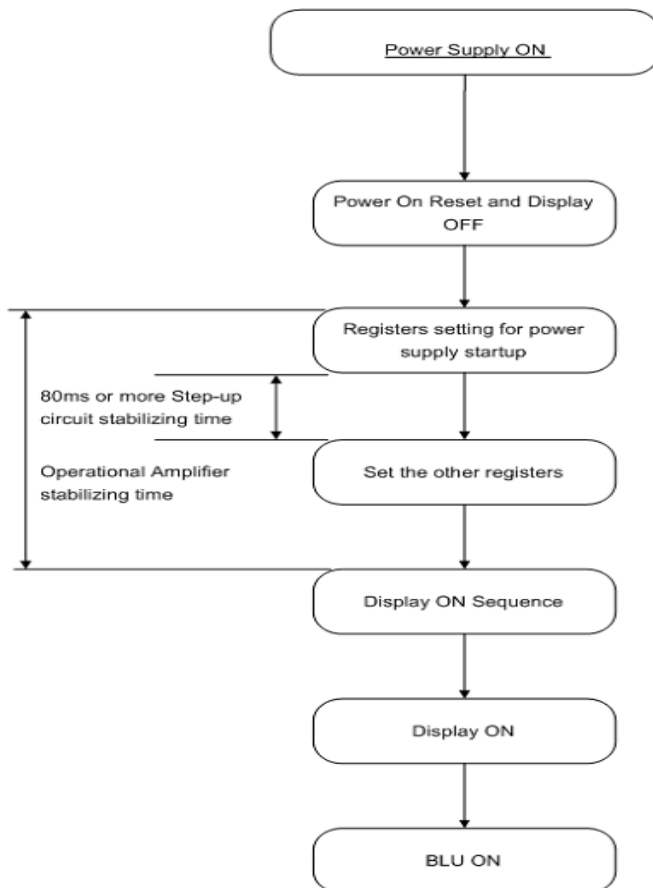 Power Supply ON
Power On Reset and Display
OFF
Registers setting for power
supply startup
80ms or more Step-up
circuit stabilizing time
Operational Amplifier
stabilizing time
Set the other registers
Display ON Sequence
Display ON
BLU ON